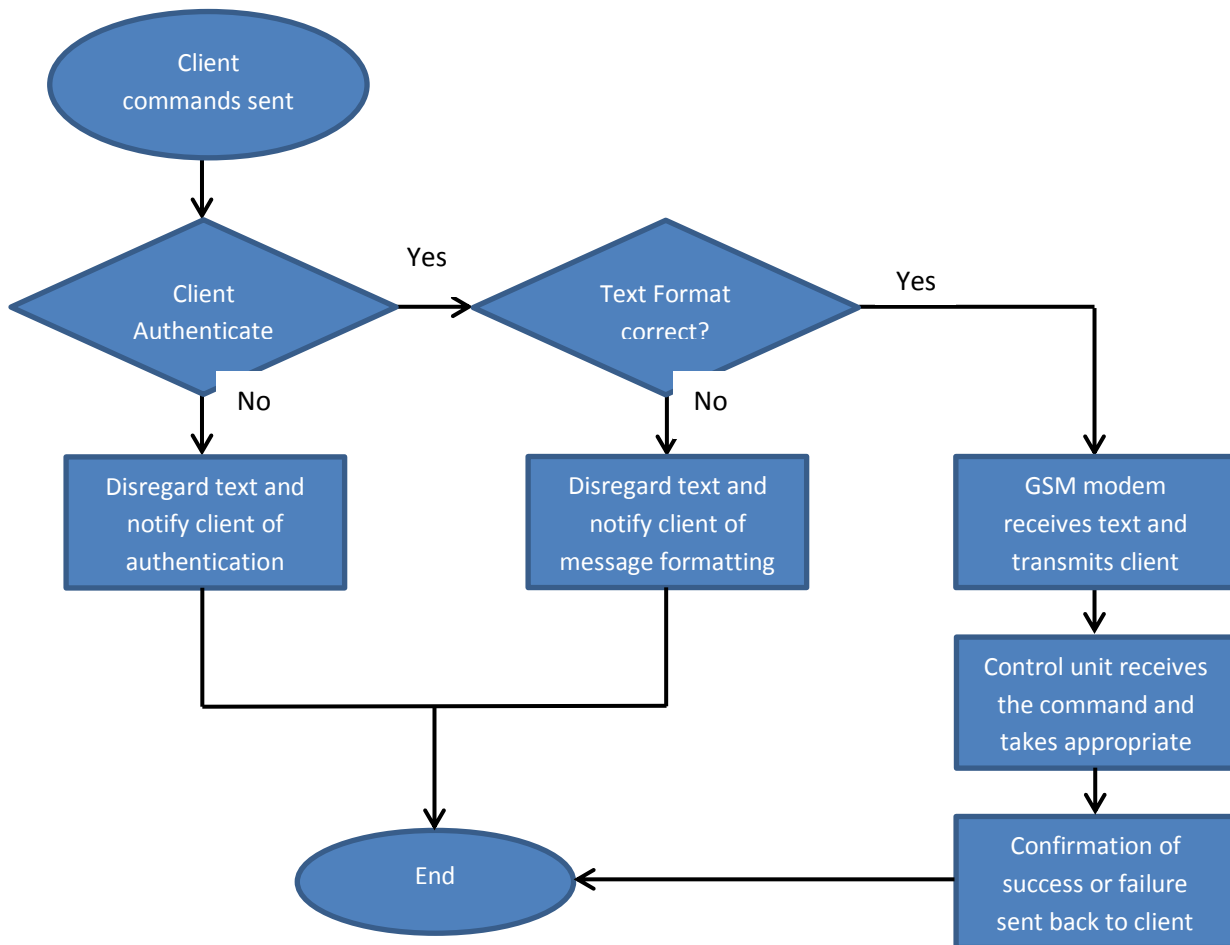 Client
commands sent
Client
Authenticate
Yes
Text Format
correct?
Yes
No
No
Disregard text and
notify client of
authentication
Disregard text and
notify client of
message formatting
GSM modem
receives text and
transmits client
Control unit receives
the command and
takes appropriate
Confirmation of
success or failure
sent back to client
End